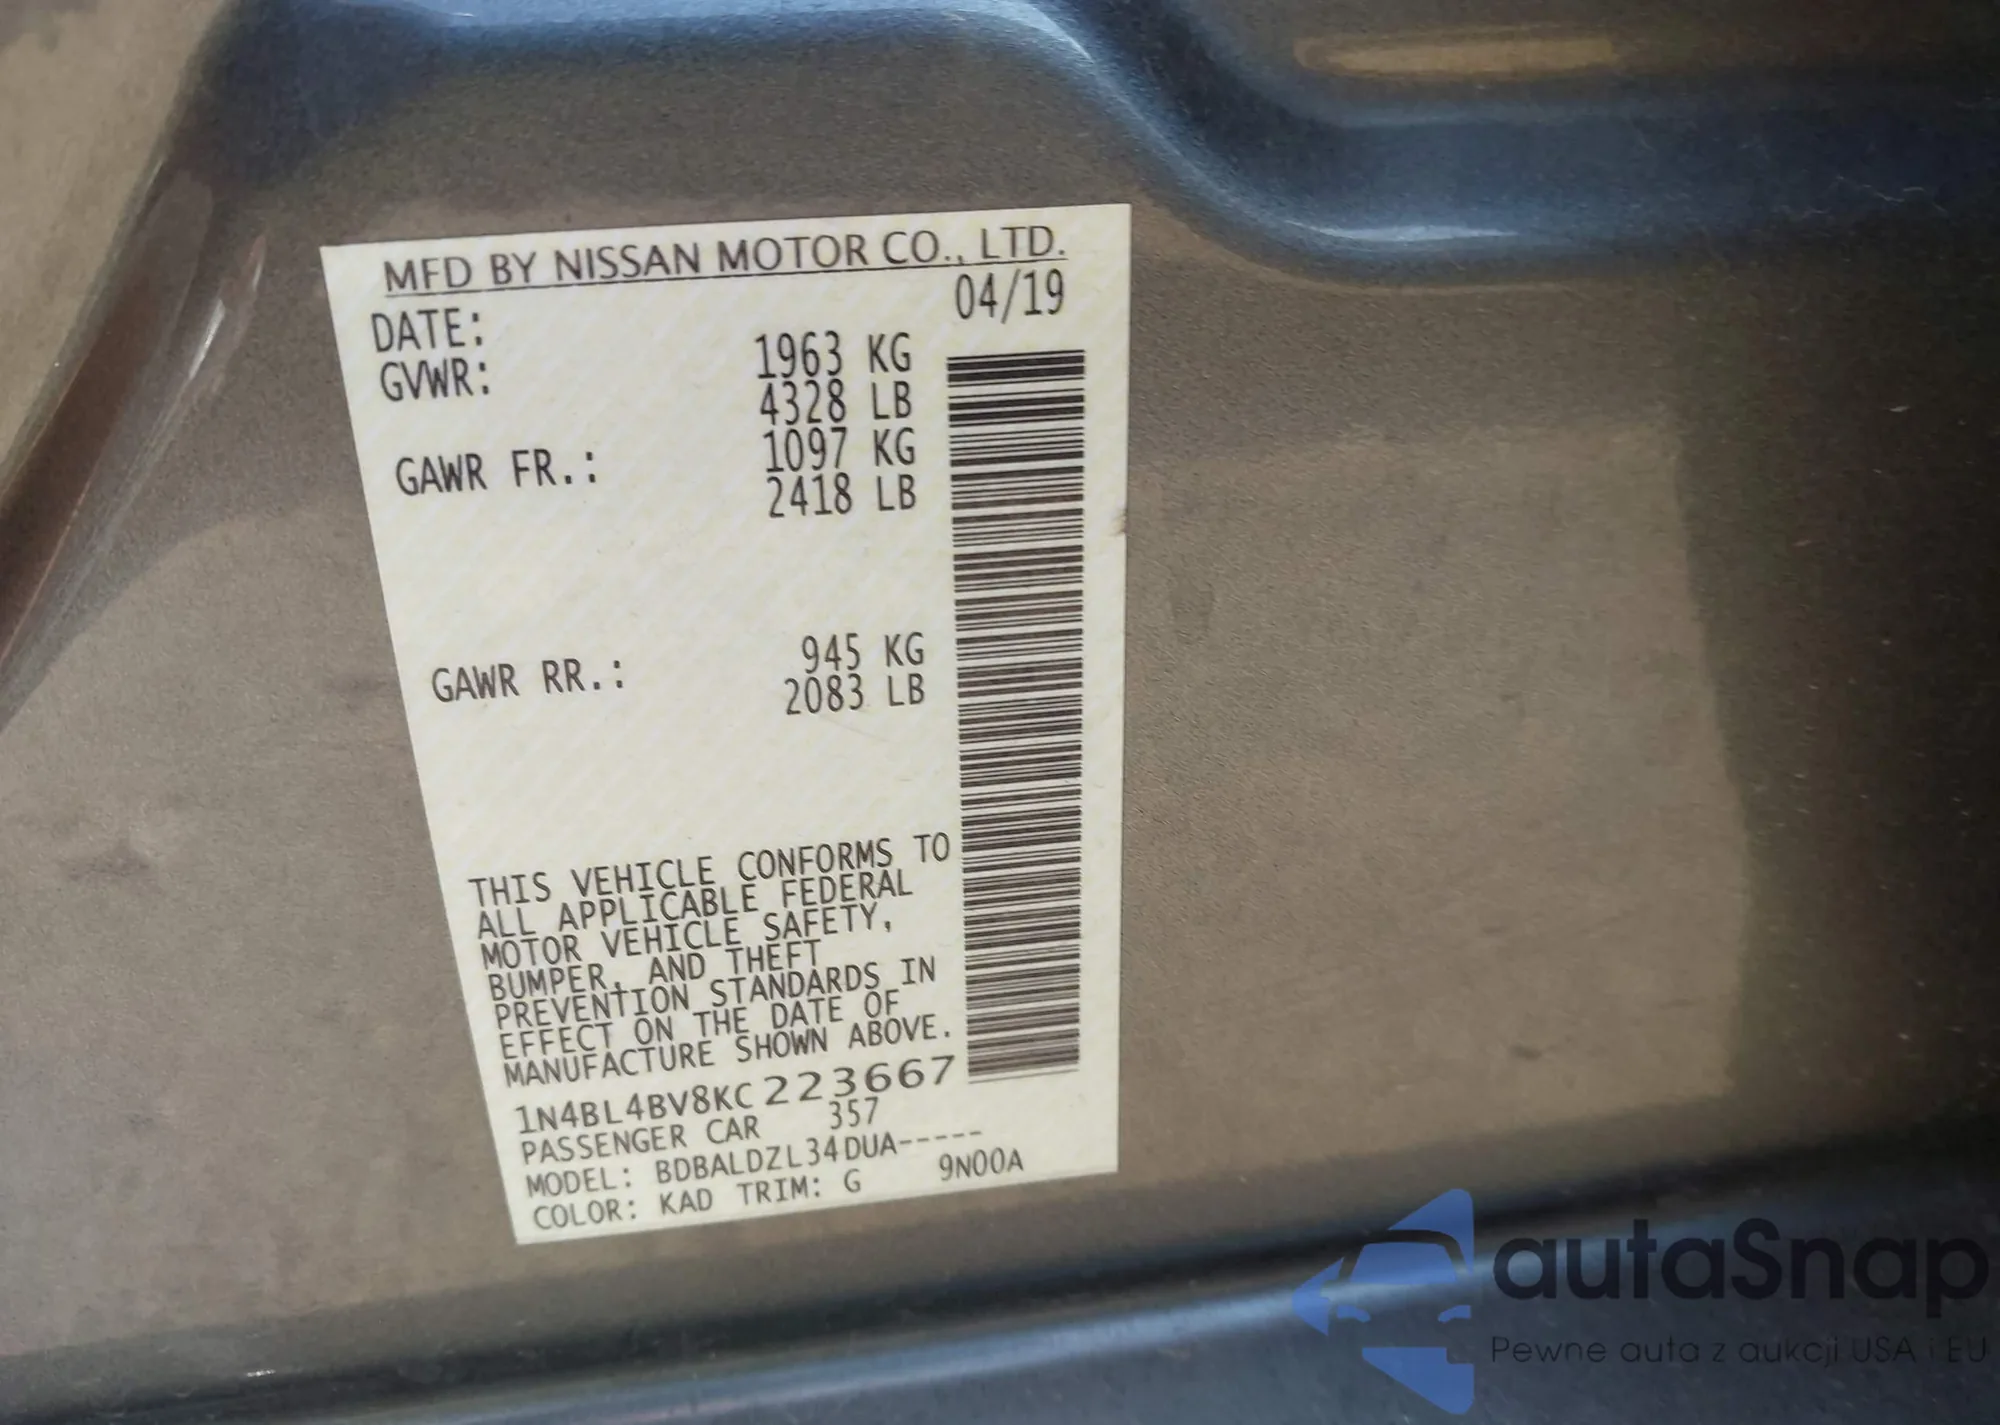 MFD BY NISSAN MOTOR CO., LTD.
DATE: 04/19
GVWR: 1963 KG
4328 LB
GAWR FR.: 1097 KG
2418 LB
GAWR RR.: 945 KG
2083 LB
THIS VEHICLE CONFORMS TO
ALL APPLICABLE FEDERAL
MOTOR VEHICLE SAFETY,
BUMPER, AND THEFT
PREVENTION STANDARDS IN
EFFECT ON THE DATE OF
MANUFACTURE SHOWN ABOVE.
1N4BL4BV8KC223667
PASSENGER CAR 357
MODEL: BDBALDZL34DUA-----
COLOR: KAD TRIM: G 9N00A
autaSnap
Pewne auta z aukcji USA i EU